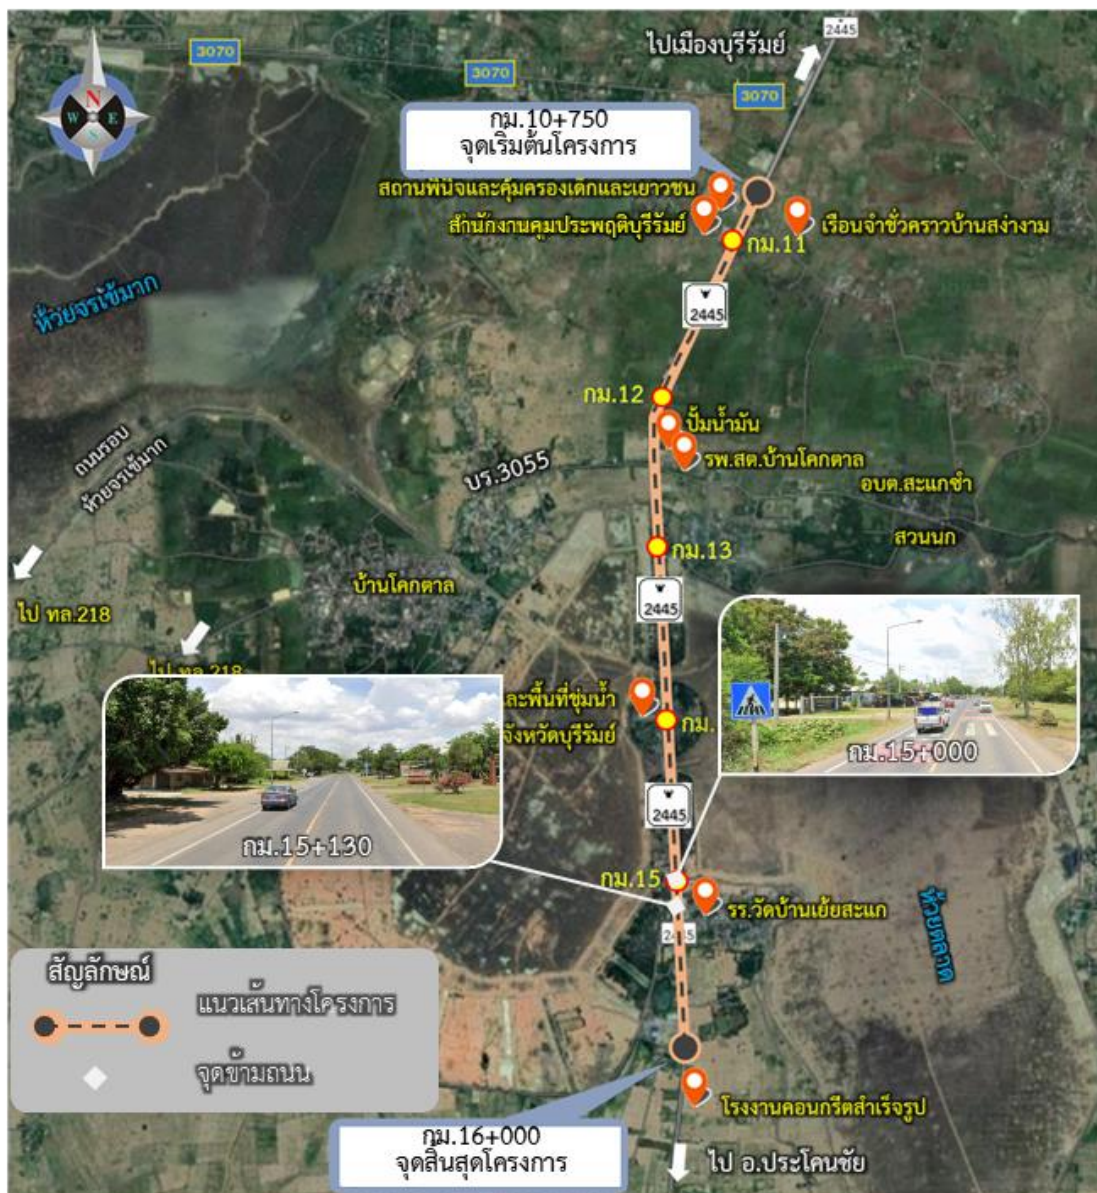 2445
ไปเมืองบุรีรัมย์
3070
3070
3070
N
W E
S
กม.10+750
จุดเริ่มต้นโครงการ
สถานพินิจและคุ้มครองเด็กและเยาวชน
สำนักงานคุมประพฤติบุรีรัมย์
เรือนจำชั่วคราวบ้านสง่างาม
กม.11
ห้วยจรเข้มาก
2445
กม.12
ปั้มน้ำมัน
รพ.สต.บ้านโคกตาล
ถนนรอบ
ห้วยจรเข้มาก
บร.3055
อบต.สะแกซำ
สวนนก
กม.13
บ้านโคกตาล
2445
ไป ทล.218
ไป ทล.218
ละพื้นที่ชุ่มน้ำ
จังหวัดบุรีรัมย์
กม.
กม.15+000
2445
กม.15+130
กม.15
รร.วัดบ้านเย้ยสะแก
2445
สัญลักษณ์
แนวเส้นทางโครงการ
จุดข้ามถนน
โรงงานคอนกรีตสำเร็จรูป
กม.16+000
จุดสิ้นสุดโครงการ
ไป อ.ประโคนชัย